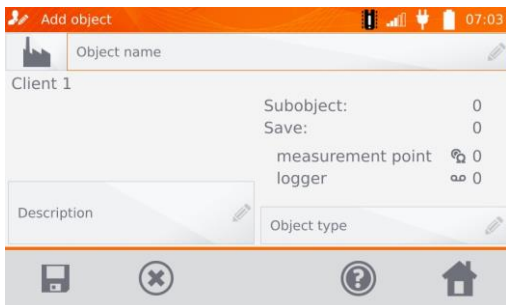 Add object
07:03
Object name
Client 1
Subobject: 0
Save: 0
measurement point 0
logger 0
Description
Object type